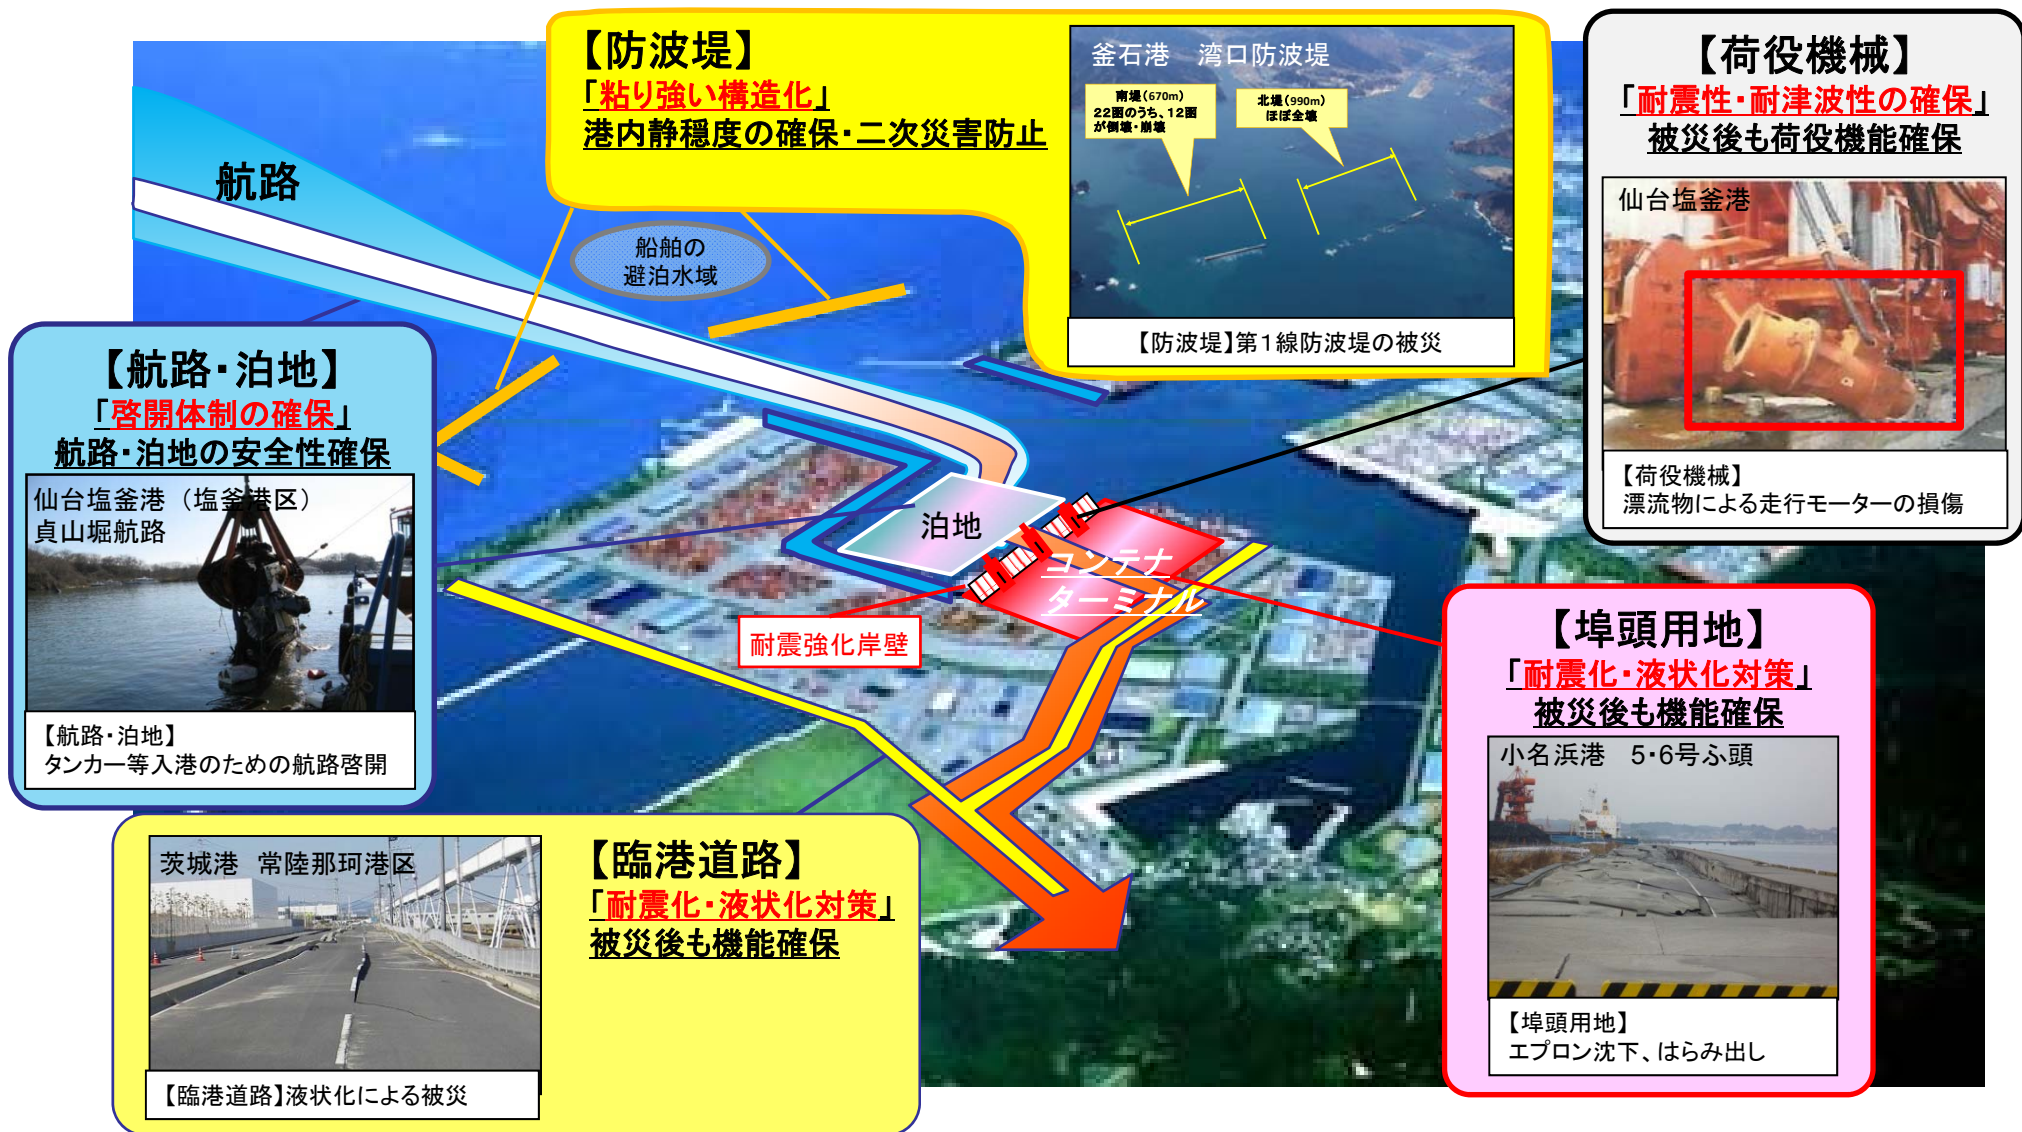 【防波堤】
「粘り強い構造化」
港内静穏度の確保・二次災害防止
釜石港　湾口防波堤
南堤(670m)
22函のうち、12函
が倒壊・崩壊
北堤(990m)
ほぼ全壊
【防波堤】第1線防波堤の被災
【荷役機械】
「耐震性・耐津波性の確保」
被災後も荷役機能確保
仙台塩釜港
【荷役機械】
漂流物による走行モーターの損傷
航路
船舶の
避泊水域
【航路・泊地】
「啓開体制の確保」
航路・泊地の安全性確保
仙台塩釜港（塩釜港区）
貞山堀航路
【航路・泊地】
タンカー等入港のための航路啓開
泊地
コンテナ
ターミナル
耐震強化岸壁
【埠頭用地】
「耐震化・液状化対策」
被災後も機能確保
小名浜港　5・6号ふ頭
【埠頭用地】
エプロン沈下、はらみ出し
茨城港　常陸那珂港区
【臨港道路】液状化による被災
【臨港道路】
「耐震化・液状化対策」
被災後も機能確保